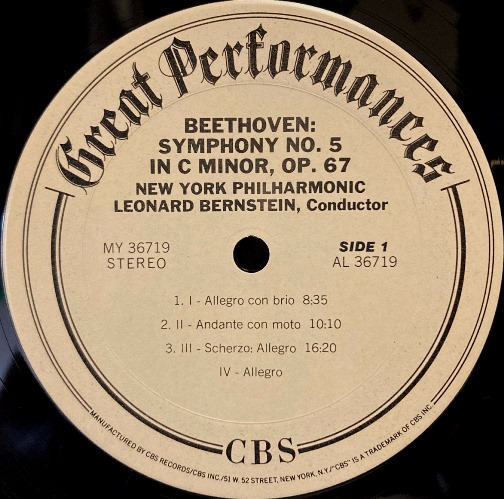 Great Performances
BEETHOVEN:
SYMPHONY NO. 5
IN C MINOR, OP. 67
NEW YORK PHILHARMONIC
LEONARD BERNSTEIN, Conductor
MY 36719
STEREO
SIDE 1
AL 36719
1. I - Allegro con brio 8:35
2. II - Andante con moto 10:10
3. III - Scherzo: Allegro 16:20
IV - Allegro
CBS
MANUFACTURED BY CBS RECORDS/CBS INC./51 W. 52 STREET, NEW YORK, N.Y./"CBS" IS A TRADEMARK OF CBS INC.